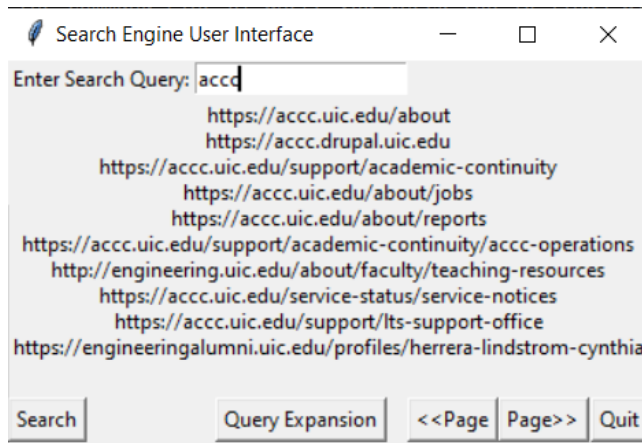 Search Engine User Interface
Enter Search Query: accc
https://accc.uic.edu/about
https://accc.drupal.uic.edu
https://accc.uic.edu/support/academic-continuity
https://accc.uic.edu/about/jobs
https://accc.uic.edu/about/reports
https://accc.uic.edu/support/academic-continuity/accc-operations
http://engineering.uic.edu/about/faculty/teaching-resources
https://accc.uic.edu/service-status/service-notices
https://accc.uic.edu/support/lts-support-office
https://engineeringalumni.uic.edu/profiles/herrera-lindstrom-cynthia
Search Query Expansion <<Page Page>> Quit